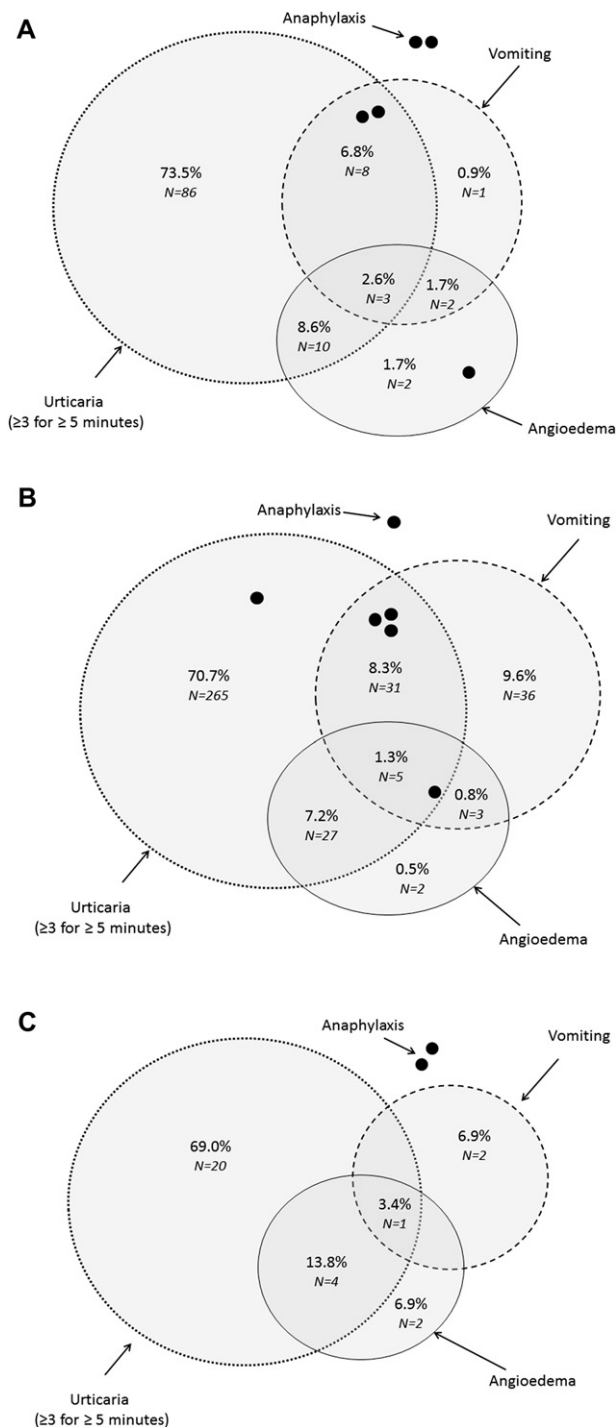 A
Anaphylaxis
Vomiting
73.5%
N=86
6.8%
N=8
0.9%
N=1
2.6%
N=3
1.7%
N=2
8.6%
N=10
1.7%
N=2
Urticaria
(≥3 for ≥ 5 minutes)
Angioedema
B
Anaphylaxis
Vomiting
70.7%
N=265
8.3%
N=31
9.6%
N=36
1.3%
N=5
0.8%
N=3
7.2%
N=27
0.5%
N=2
Urticaria
(≥3 for ≥ 5 minutes)
Angioedema
C
Anaphylaxis
Vomiting
69.0%
N=20
6.9%
N=2
3.4%
N=1
13.8%
N=4
6.9%
N=2
Angioedema
Urticaria
(≥3 for ≥ 5 minutes)